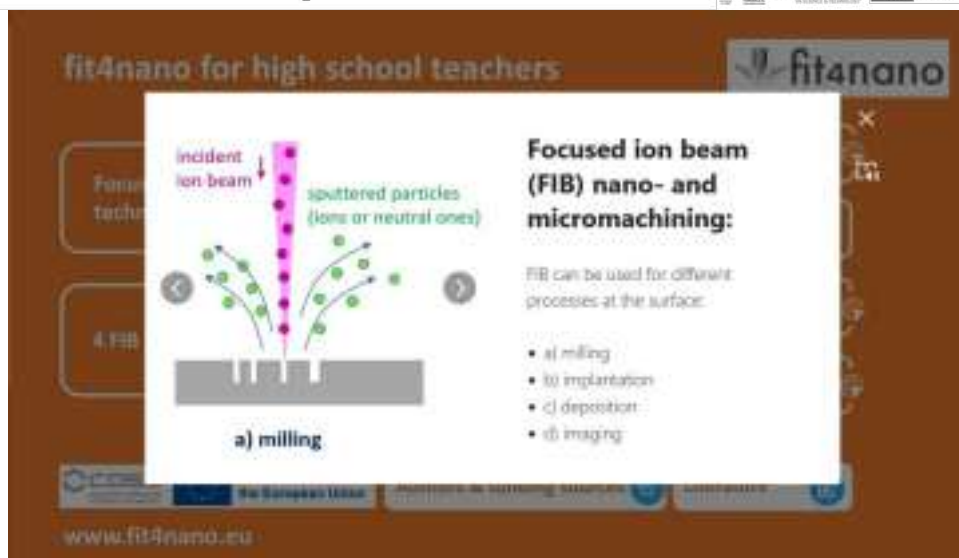 fit4nano for high school teachers
fit4nano
incident
ion beam
sputtered particles
(ions or neutral ones)
a) milling
Focused ion beam
(FIB) nano- and
micromachining:
FIB can be used for different
processes at the surface:
• a) milling
• b) implantation
• c) deposition
• d) imaging
4.FIB
the European Union
www.fit4nano.eu